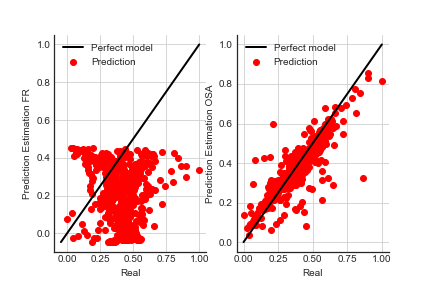 Perfect model
Prediction
1.0
0.8
0.6
0.4
0.2
0.0
Prediction Estimation FR
0.00
0.25
0.50
0.75
1.00
Real
Perfect model
Prediction
1.0
0.8
0.6
0.4
0.2
0.0
Prediction Estimation OSA
0.00
0.25
0.50
0.75
1.00
Real